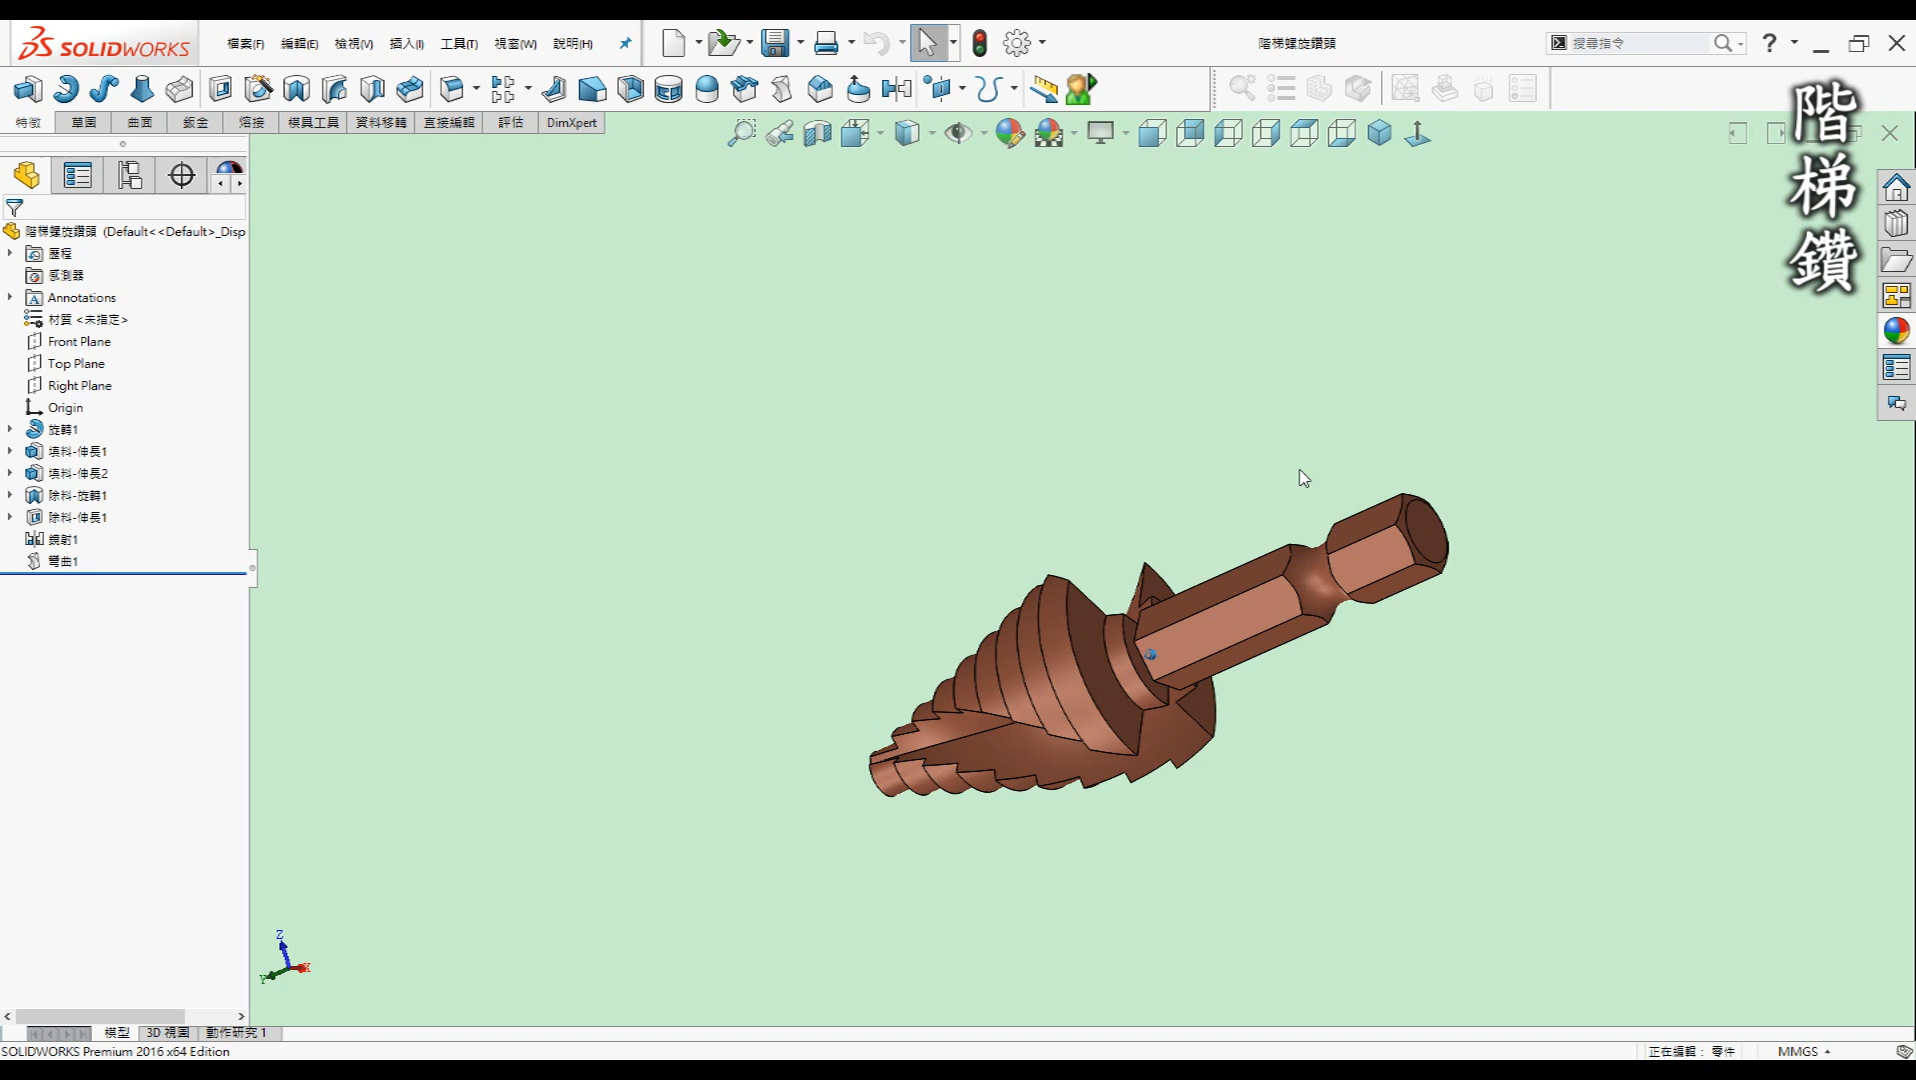 SOLIDWORKS
檔案(F) 編輯(E) 檢視(V) 插入(I) 工具(T) 視窗(W) 說明(H)
階梯螺旋鑽頭
搜尋指令
特徵 草圖 曲面 鈑金 熔接 模具工具 資料移轉 直接編輯 評估 DimXpert
階梯鑽
階梯螺旋鑽頭 (Default<<Default>_Disp
歷程
感測器
Annotations
材質 <未指定>
Front Plane
Top Plane
Right Plane
Origin
旋轉1
填料-伸長1
填料-伸長2
除料-旋轉1
除料-伸長1
鏡射1
彎曲1
Z
Y
X
模型 3D 視圖 動作研究 1
SOLIDWORKS Premium 2016 x64 Edition
正在編輯： 零件
MMGS